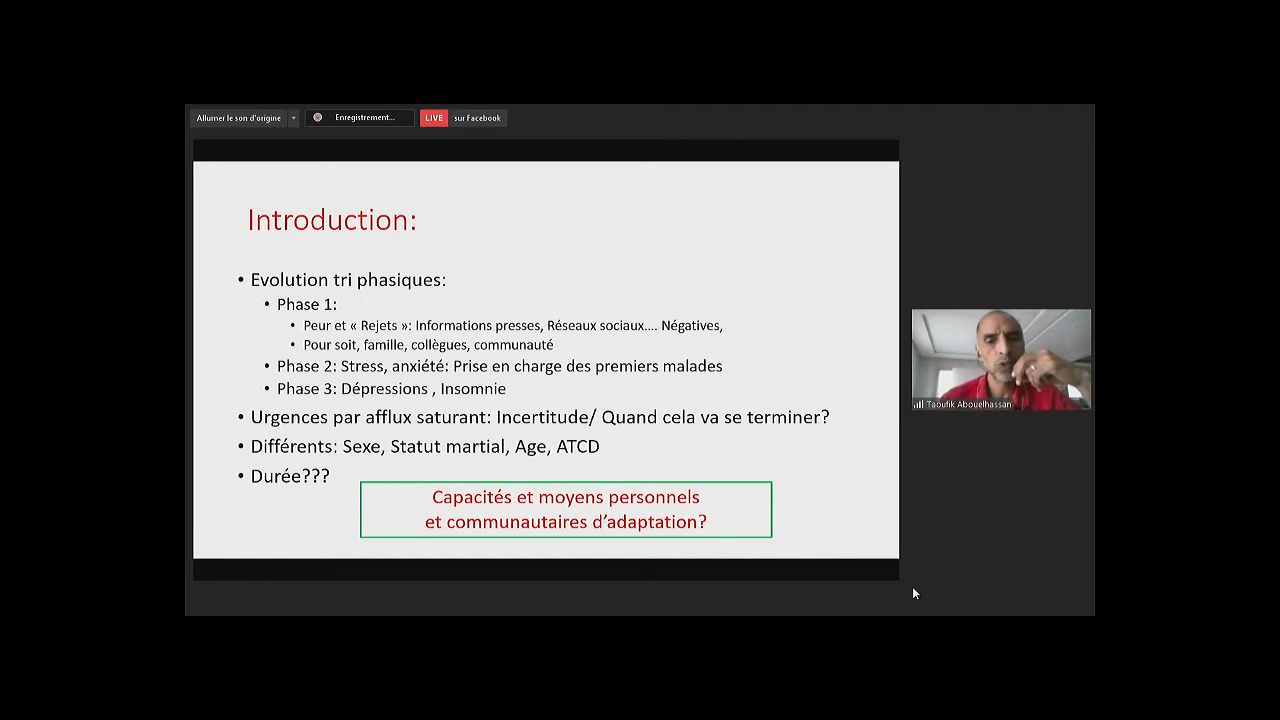 Allumer le son d'origine
Enregistrement...
LIVE sur Facebook
Introduction:
• Evolution tri phasiques:
• Phase 1:
• Peur et « Rejets »: Informations presses, Réseaux sociaux.... Négatives,
• Pour soit, famille, collègues, communauté
• Phase 2: Stress, anxiété: Prise en charge des premiers malades
• Phase 3: Dépressions , Insomnie
• Urgences par afflux saturant: Incertitude/ Quand cela va se terminer?
• Différents: Sexe, Statut martial, Age, ATCD
• Durée???
Capacités et moyens personnels
et communautaires d'adaptation?
Taoufik Abouelhassan